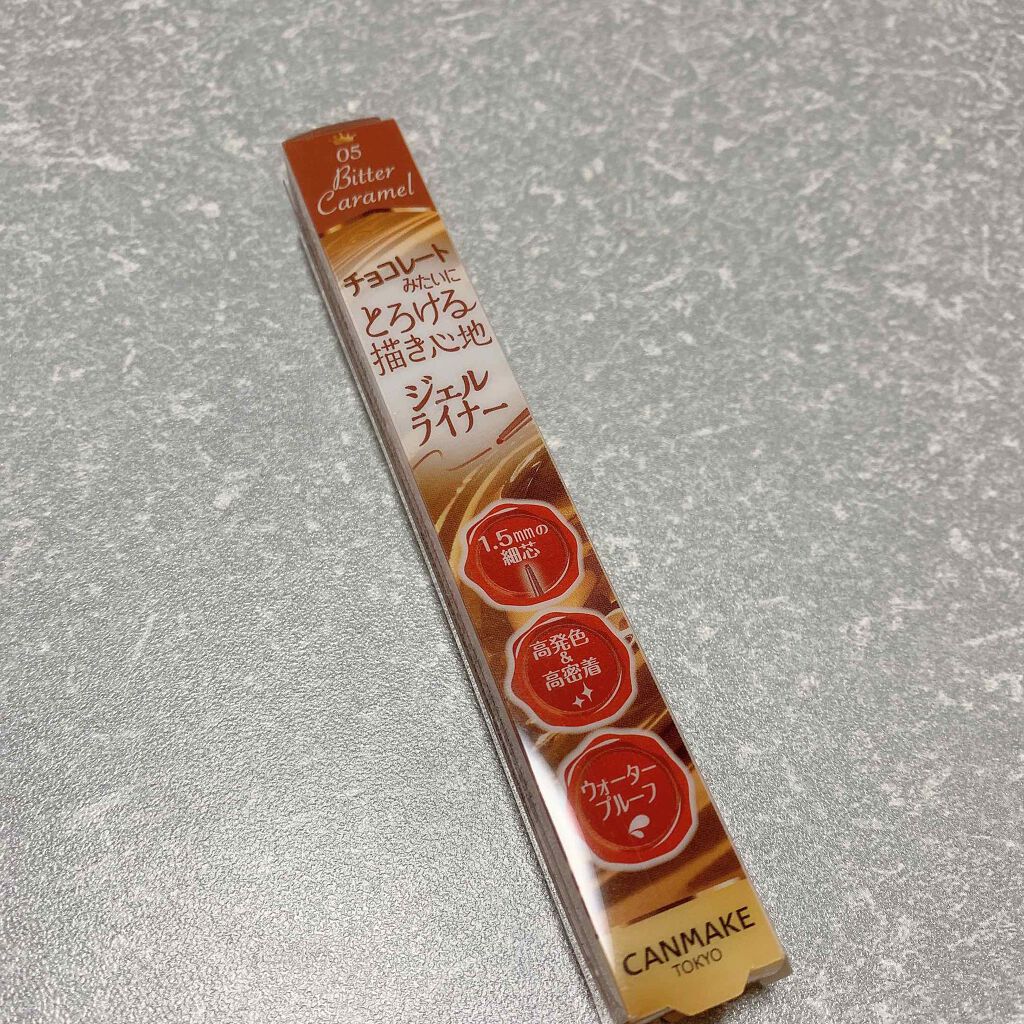 05
Bitter
Caramel
チョコレート
みたいに
とろける
描き心地
ジェル
ライナー
1.5mmの
細芯
高発色
&
高密着
ウォーター
プルーフ
CANMAKE
TOKYO